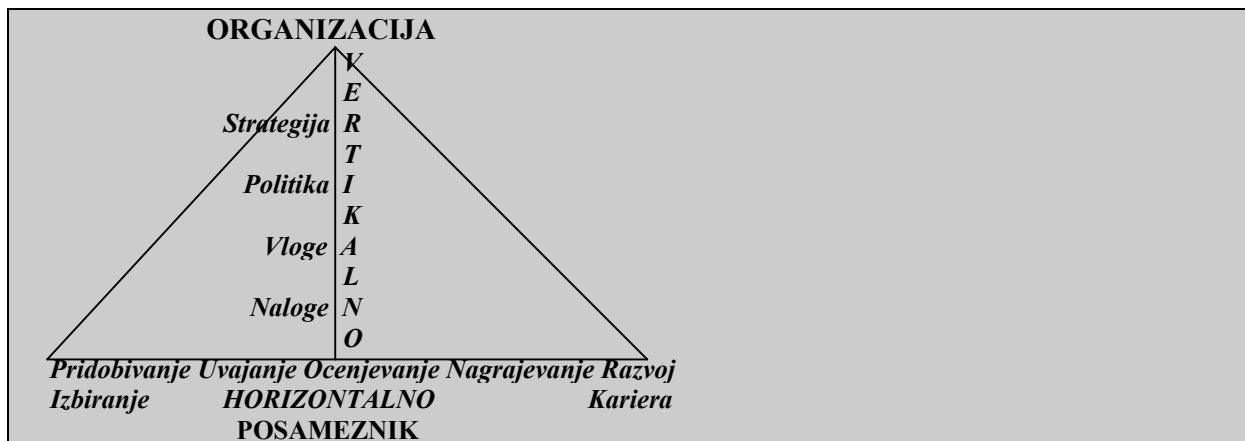 ORGANIZACIJA
V
E
Strategija R
T
Politika I
K
Vloge A
L
Naloge N
O
Pridobivanje Uvajanje Ocenjevanje Nagrajevanje Razvoj
Izbiranje HORIZONTALNO Kariera
POSAMEZNIK